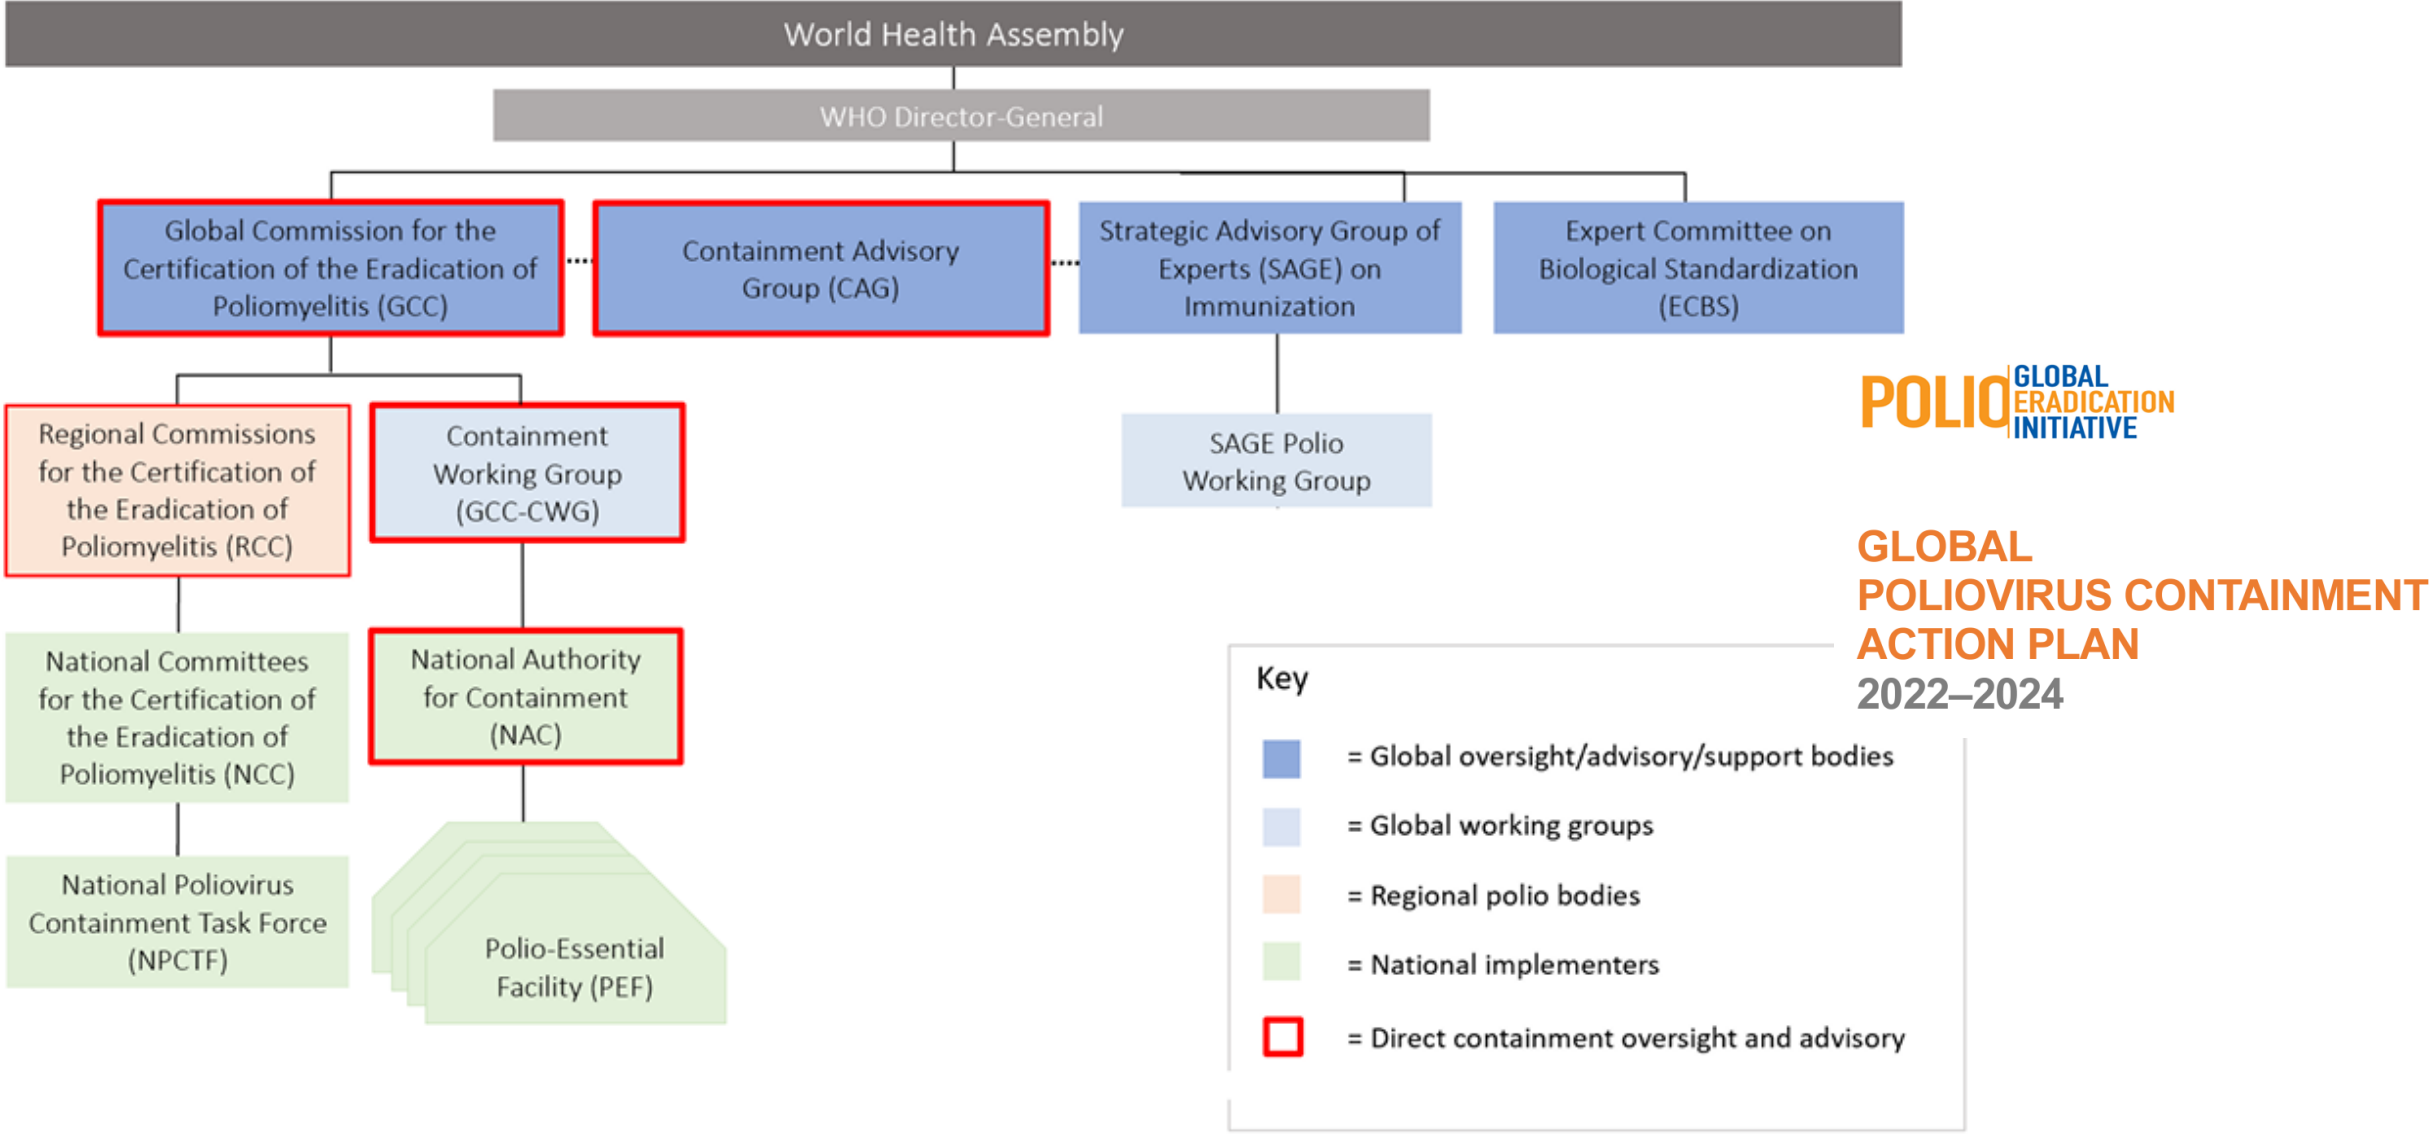 World Health Assembly
WHO Director-General
Global Commission for the
Certification of the Eradication of
Poliomyelitis (GCC)
Containment Advisory
Group (CAG)
Strategic Advisory Group of
Experts (SAGE) on
Immunization
Expert Committee on
Biological Standardization
(ECBS)
Regional Commissions
for the Certification of
the Eradication of
Poliomyelitis (RCC)
Containment
Working Group
(GCC-CWG)
SAGE Polio
Working Group
National Committees
for the Certification of
the Eradication of
Poliomyelitis (NCC)
National Authority
for Containment
(NAC)
National Poliovirus
Containment Task Force
(NPCTF)
Polio-Essential
Facility (PEF)
POLIO
GLOBAL
ERADICATION
INITIATIVE
GLOBAL
POLIOVIRUS CONTAINMENT
ACTION PLAN
2022–2024
Key
= Global oversight/advisory/support bodies
= Global working groups
= Regional polio bodies
= National implementers
= Direct containment oversight and advisory